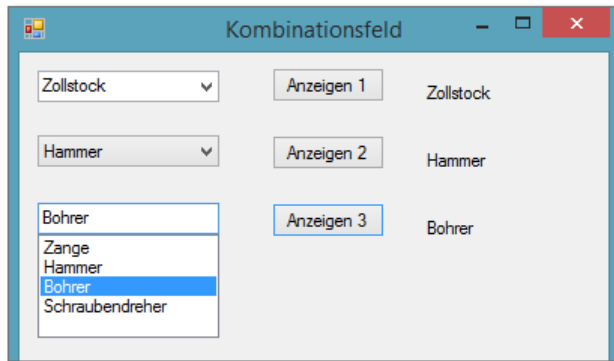 Kombinationsfeld
Zollstock Anzeigen 1 Zollstock
Hammer Anzeigen 2 Hammer
Bohrer Anzeigen 3 Bohrer
Zange
Hammer
Bohrer
Schraubendreher